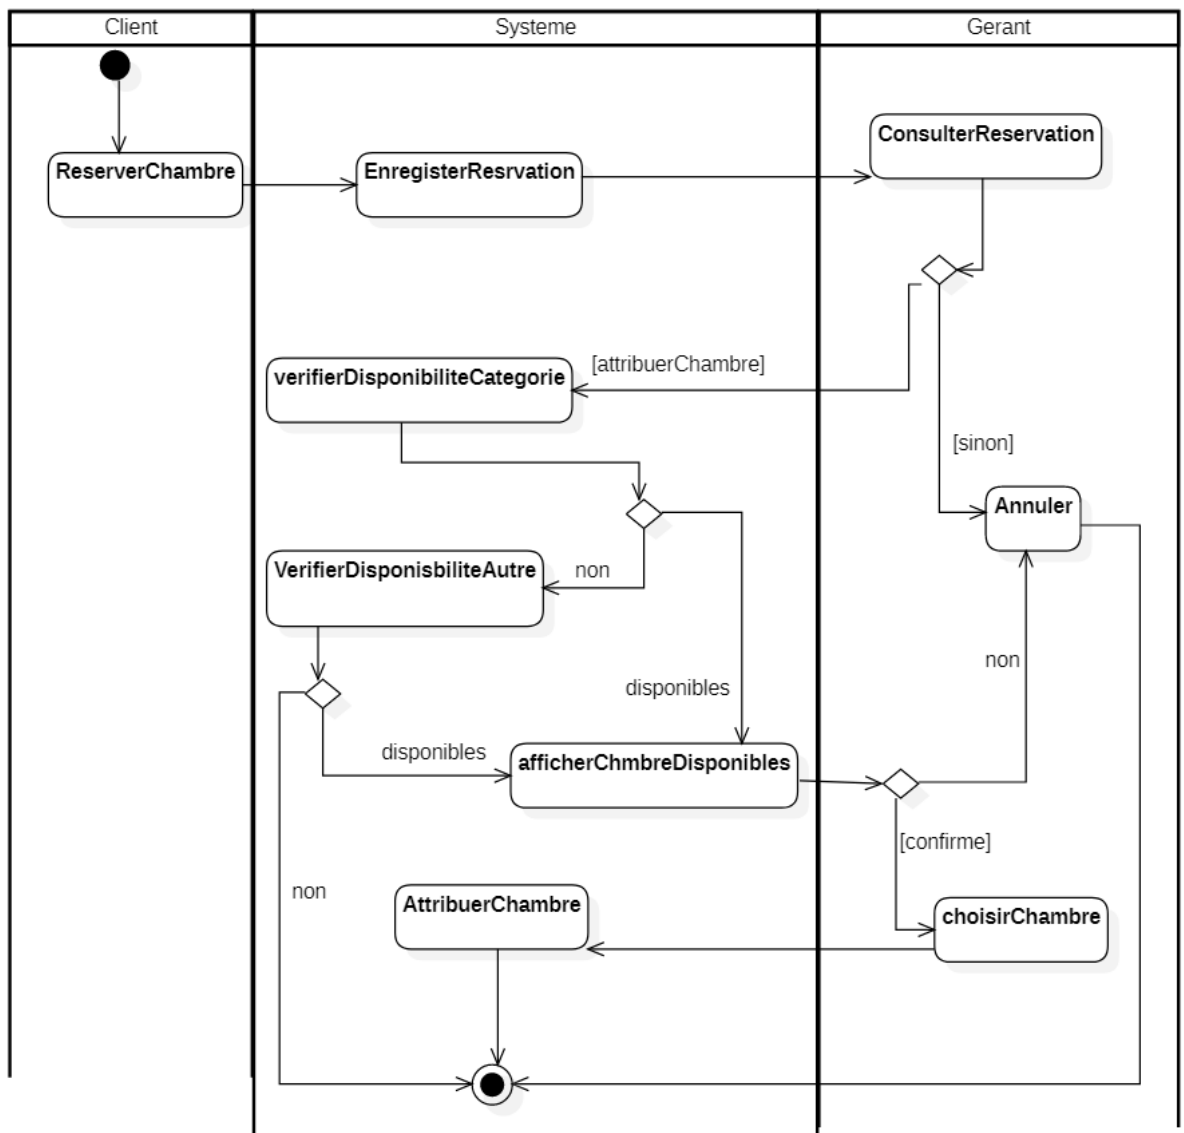 Client
Systeme
Gerant
ConsulterReservation
ReserverChambre
EnregisterResrvation
[attribuerChambre]
verifierDisponibiliteCategorie
[sinon]
Annuler
VerifierDisponisbiliteAutre
non
non
disponibles
disponibles
afficherChmbreDisponibles
[confirme]
non
AttribuerChambre
choisirChambre